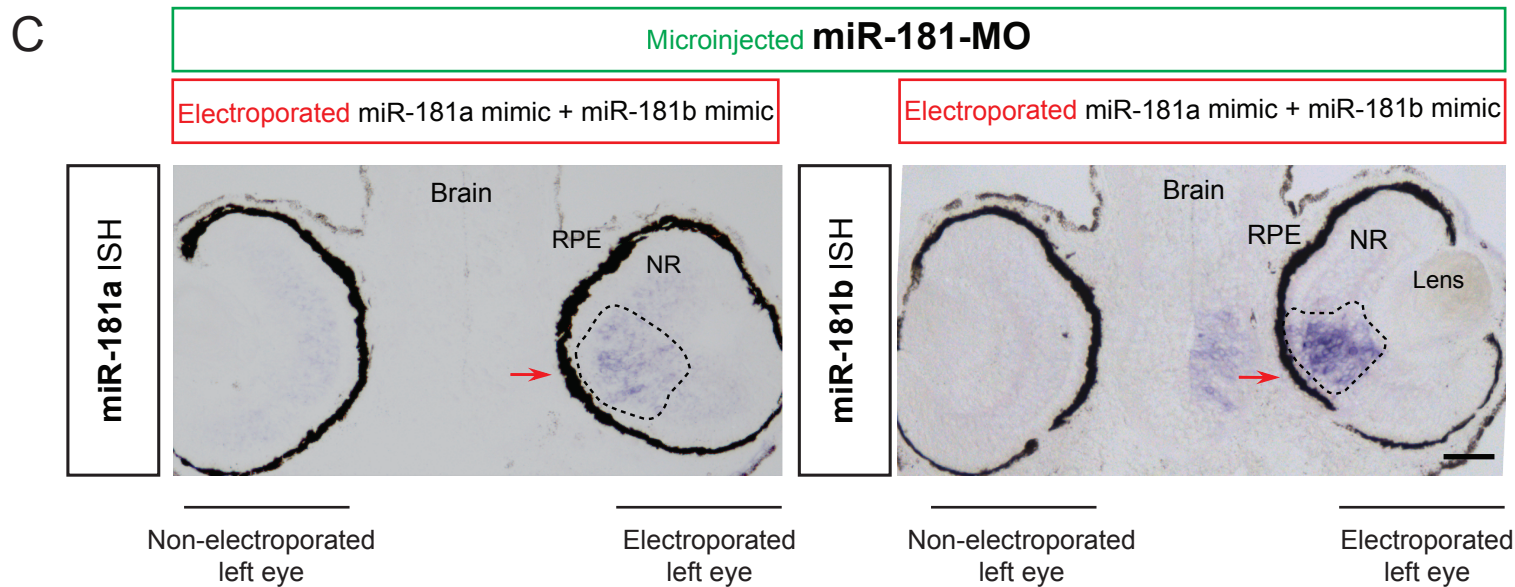 C
Microinjected miR-181-MO
Electroporated miR-181a mimic + miR-181b mimic
Electroporated miR-181a mimic + miR-181b mimic
miR-181a ISH
Brain
RPE
NR
miR-181b ISH
Brain
RPE
NR
Lens
Non-electroporated
left eye
Electroporated
left eye
Non-electroporated
left eye
Electroporated
left eye